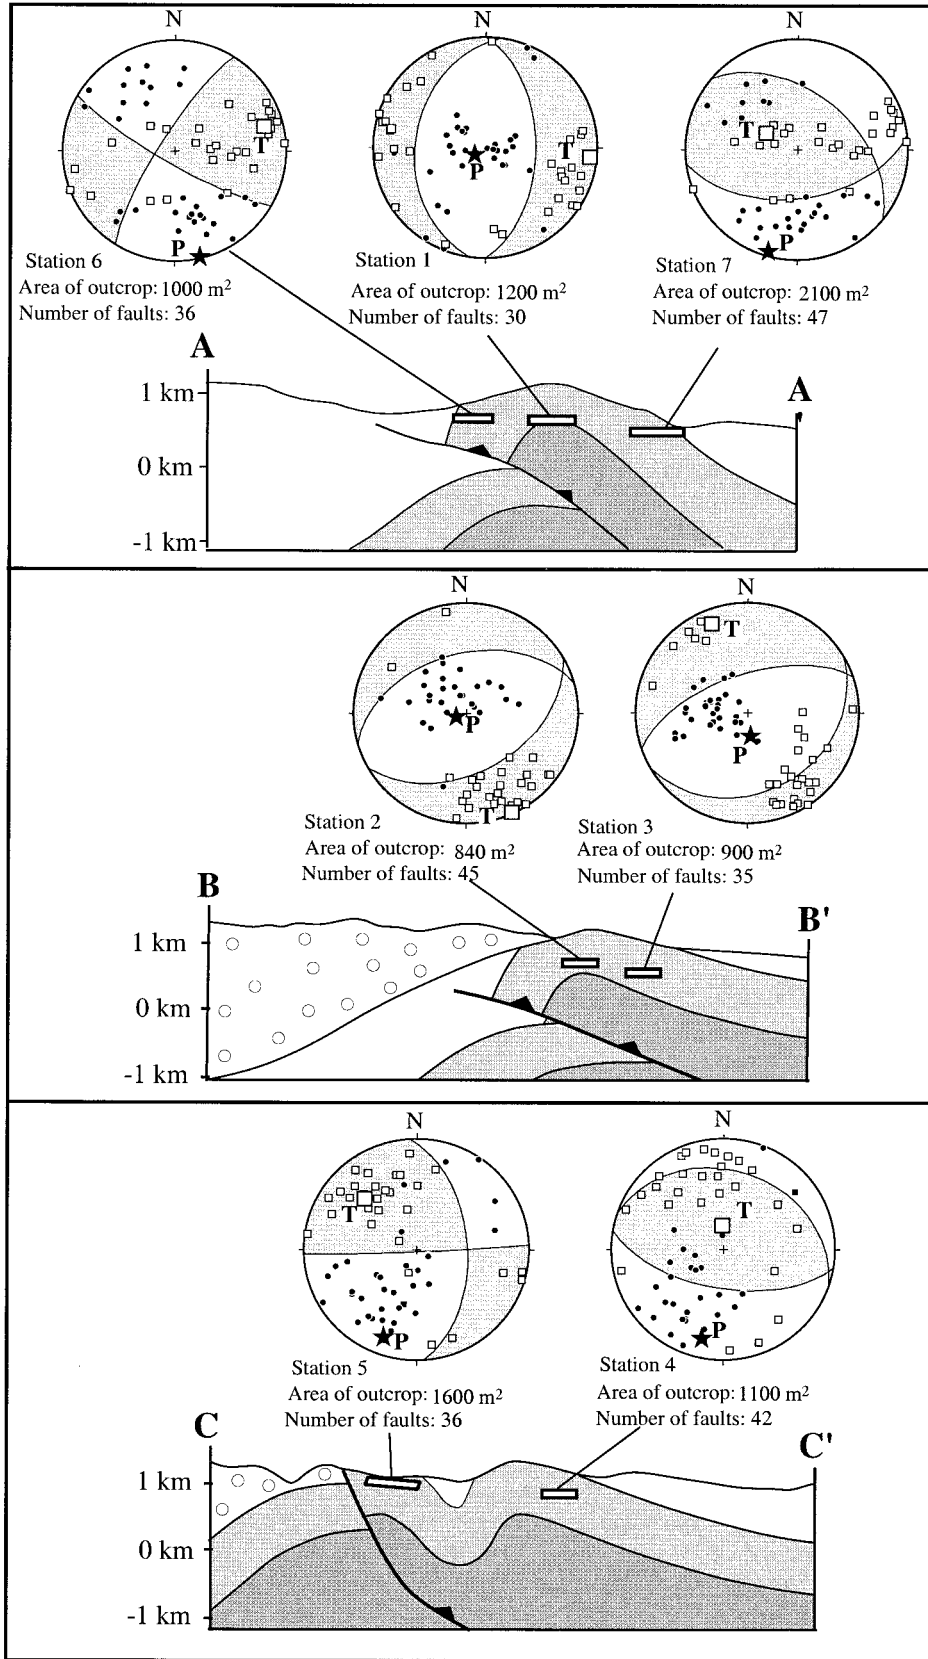 N
N
N
T
P
T
P
T
P
Station 6
Area of outcrop: 1000 m²
Number of faults: 36
Station 1
Area of outcrop: 1200 m²
Number of faults: 30
Station 7
Area of outcrop: 2100 m²
Number of faults: 47
A
A'
1 km
0 km
-1 km
N
N
P
T
T
P
Station 2
Area of outcrop: 840 m²
Number of faults: 45
Station 3
Area of outcrop: 900 m²
Number of faults: 35
B
B'
1 km
0 km
-1 km
N
N
T
P
T
P
Station 5
Area of outcrop: 1600 m²
Number of faults: 36
Station 4
Area of outcrop: 1100 m²
Number of faults: 42
C
C'
1 km
0 km
-1 km